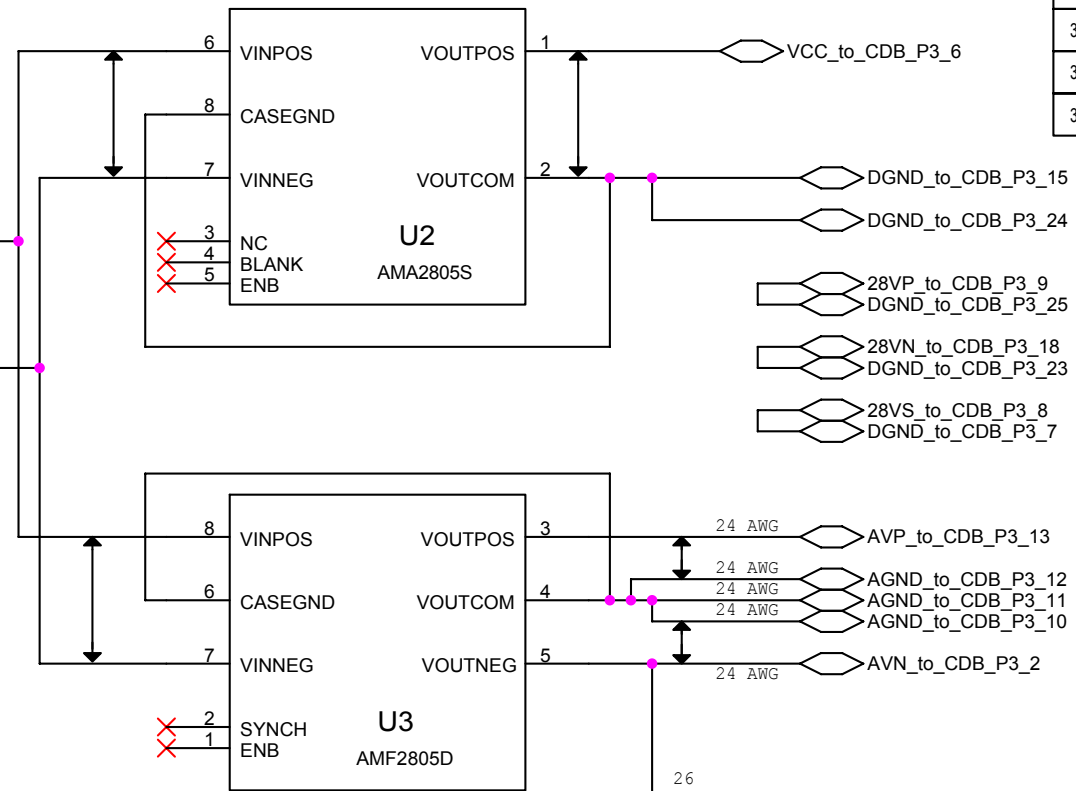 3
3
3
6 VINPOS VOUTPOS 1 VCC_to_CDB_P3_6
8 CASEGND
7 VINNEG VOUTCOM 2 DGND_to_CDB_P3_15
DGND_to_CDB_P3_24
3 NC
4 BLANK
5 ENB
U2
AMA2805S
28VP_to_CDB_P3_9
DGND_to_CDB_P3_25
28VN_to_CDB_P3_18
DGND_to_CDB_P3_23
28VS_to_CDB_P3_8
DGND_to_CDB_P3_7
8 VINPOS VOUTPOS 3 24 AWG AVP_to_CDB_P3_13
24 AWG AGND_to_CDB_P3_12
6 CASEGND VOUTCOM 4 24 AWG AGND_to_CDB_P3_11
24 AWG AGND_to_CDB_P3_10
7 VINNEG VOUTNEG 5 24 AWG AVN_to_CDB_P3_2
2 SYNCH
1 ENB
U3
AMF2805D
26